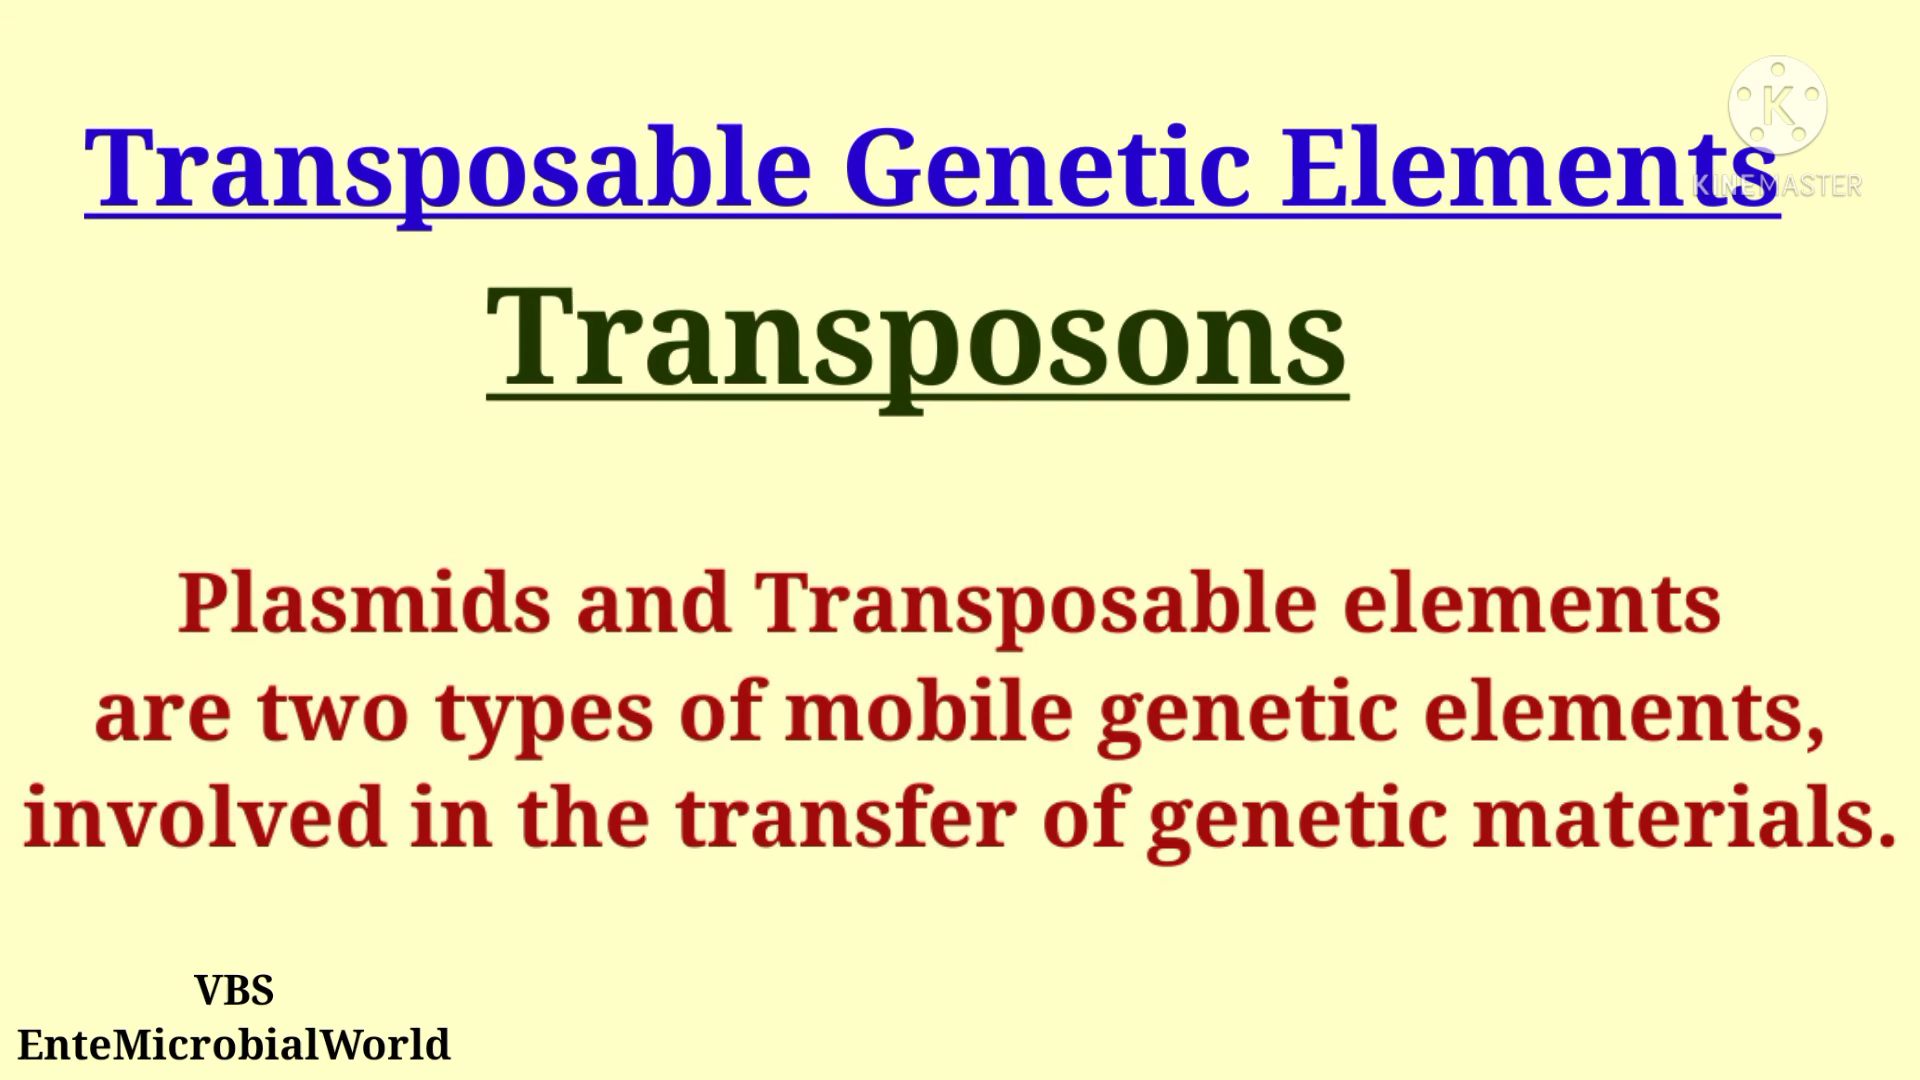 Transposable Genetic Elements
K
KINEMASTER
Transposons
Plasmids and Transposable elements
are two types of mobile genetic elements,
involved in the transfer of genetic materials.
VBS
EnteMicrobialWorld